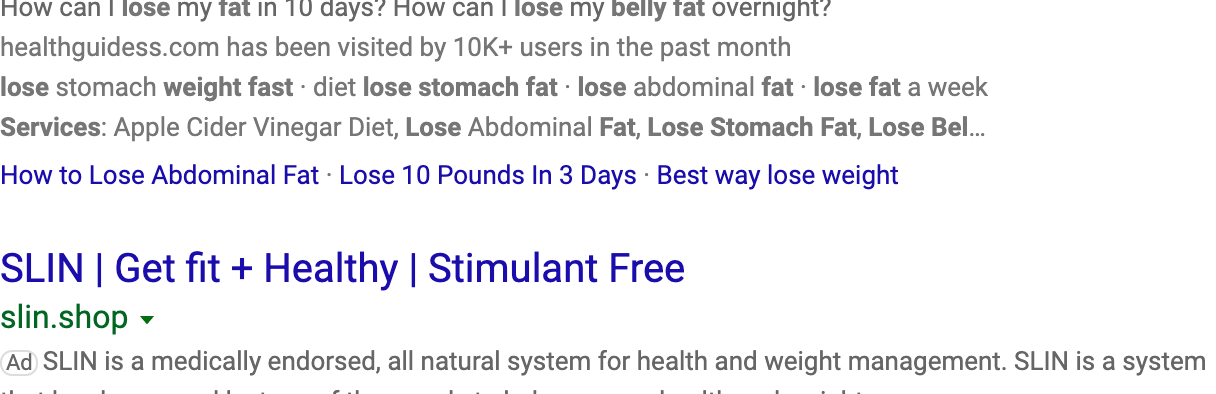 How can I lose my fat in 10 days? How can I lose my belly fat overnight?
healthguidess.com has been visited by 10K+ users in the past month
lose stomach weight fast · diet lose stomach fat · lose abdominal fat · lose fat a week
Services: Apple Cider Vinegar Diet, Lose Abdominal Fat, Lose Stomach Fat, Lose Bel...
How to Lose Abdominal Fat · Lose 10 Pounds In 3 Days · Best way lose weight
SLIN | Get fit + Healthy | Stimulant Free
slin.shop
Ad SLIN is a medically endorsed, all natural system for health and weight management. SLIN is a system